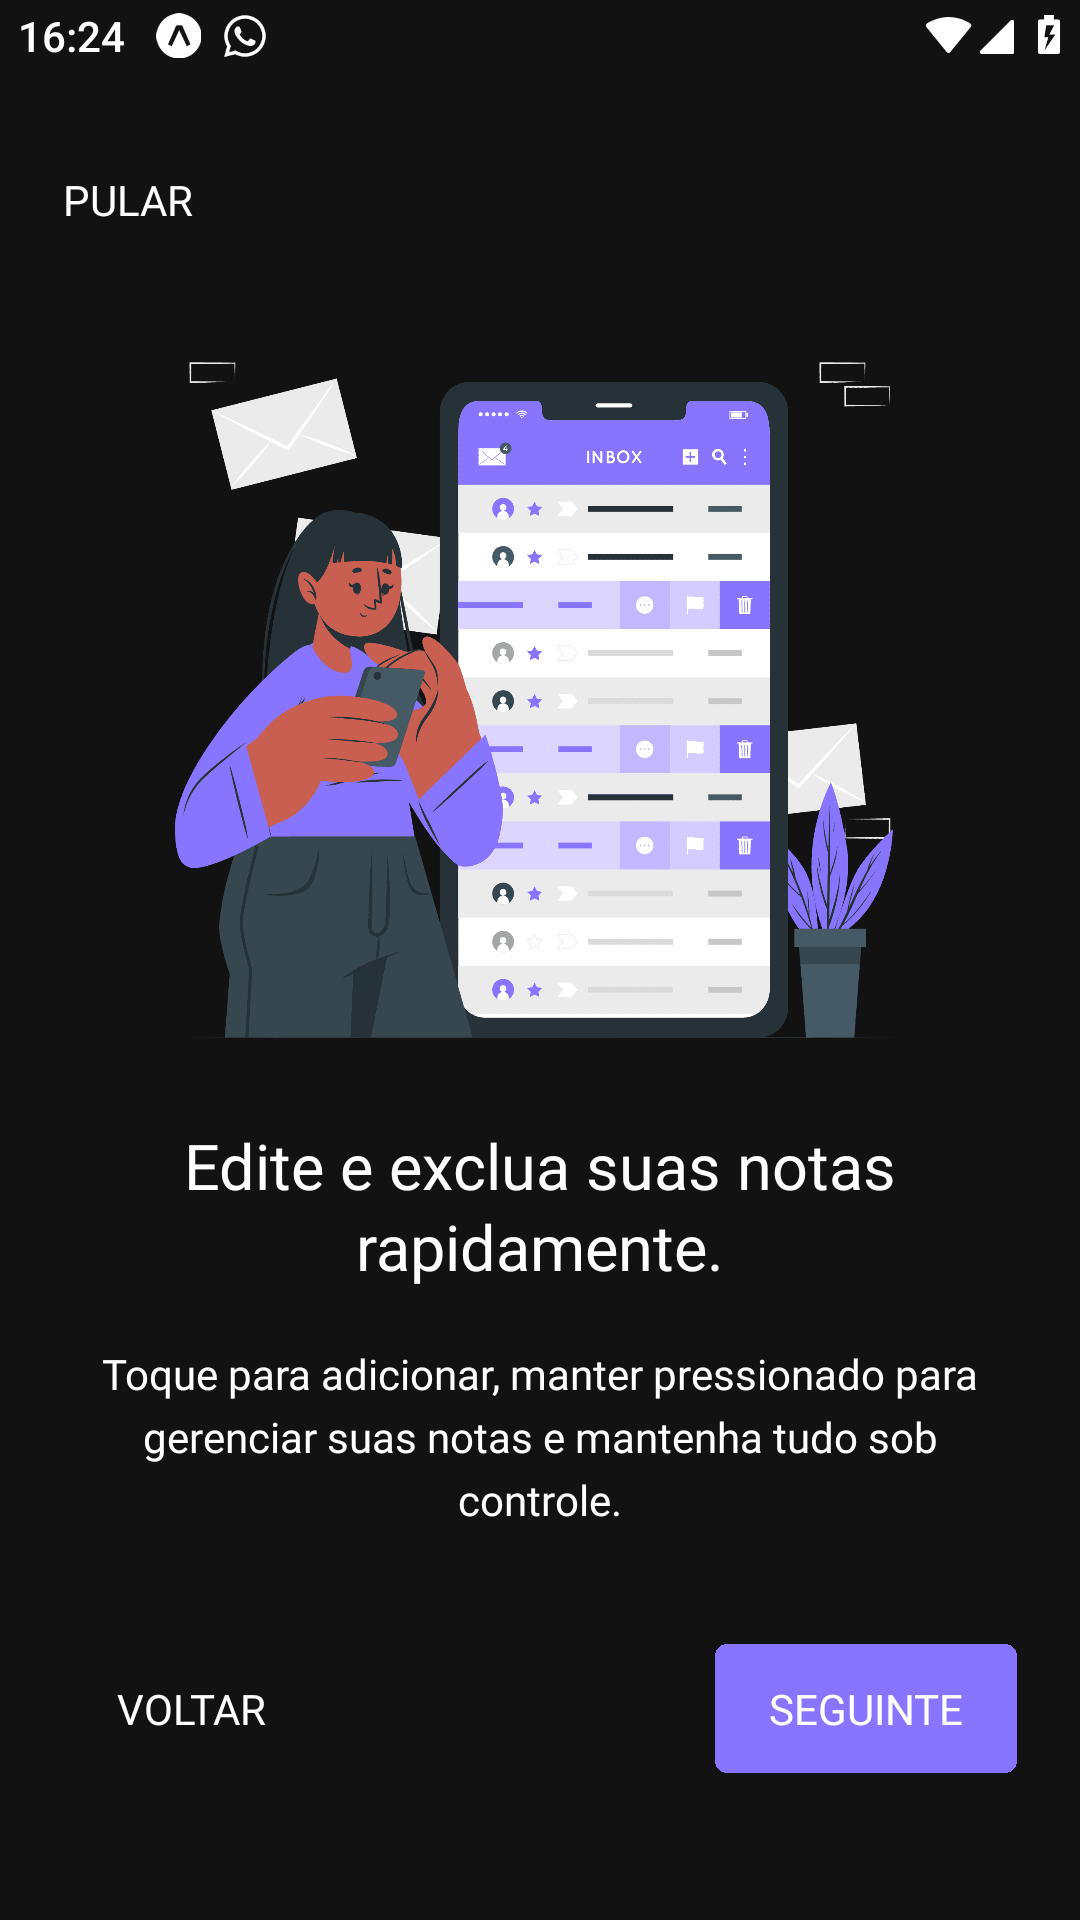 16:24
PULAR
4
INBOX
Edite e exclua suas notas
rapidamente.
Toque para adicionar, manter pressionado para
gerenciar suas notas e mantenha tudo sob
controle.
VOLTAR
SEGUINTE